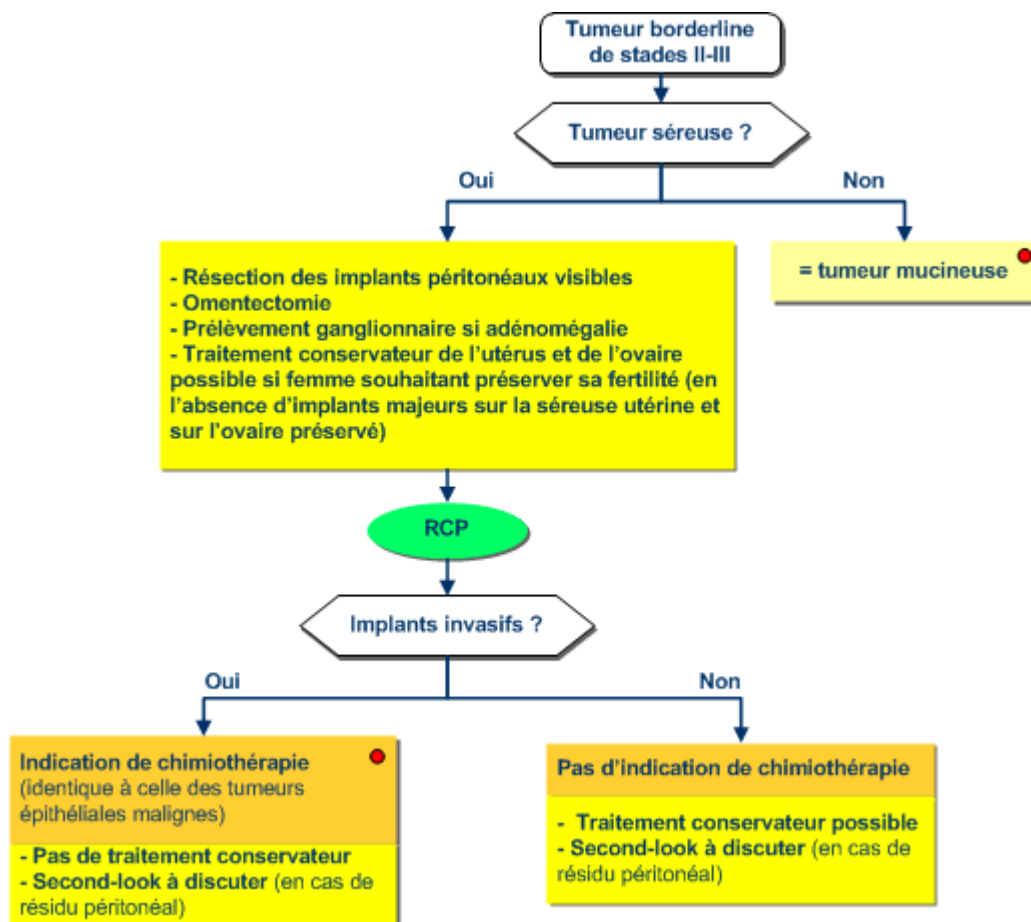 Tumeur borderline
de stades II-III
Tumeur séreuse ?
Oui
Non
- Résection des implants péritonéaux visibles
- Omentectomie
- Prélèvement ganglionnaire si adénomégalie
- Traitement conservateur de l'utérus et de l'ovaire
possible si femme souhaitant préserver sa fertilité (en
l'absence d'implants majeurs sur la séreuse utérine et
sur l'ovaire préservé)
= tumeur mucineuse
RCP
Implants invasifs ?
Oui
Non
Indication de chimiothérapie
(identique à celle des tumeurs
épithéliales malignes)
- Pas de traitement conservateur
- Second-look à discuter (en cas de
résidu péritonéal)
Pas d'indication de chimiothérapie
- Traitement conservateur possible
- Second-look à discuter (en cas de
résidu péritonéal)